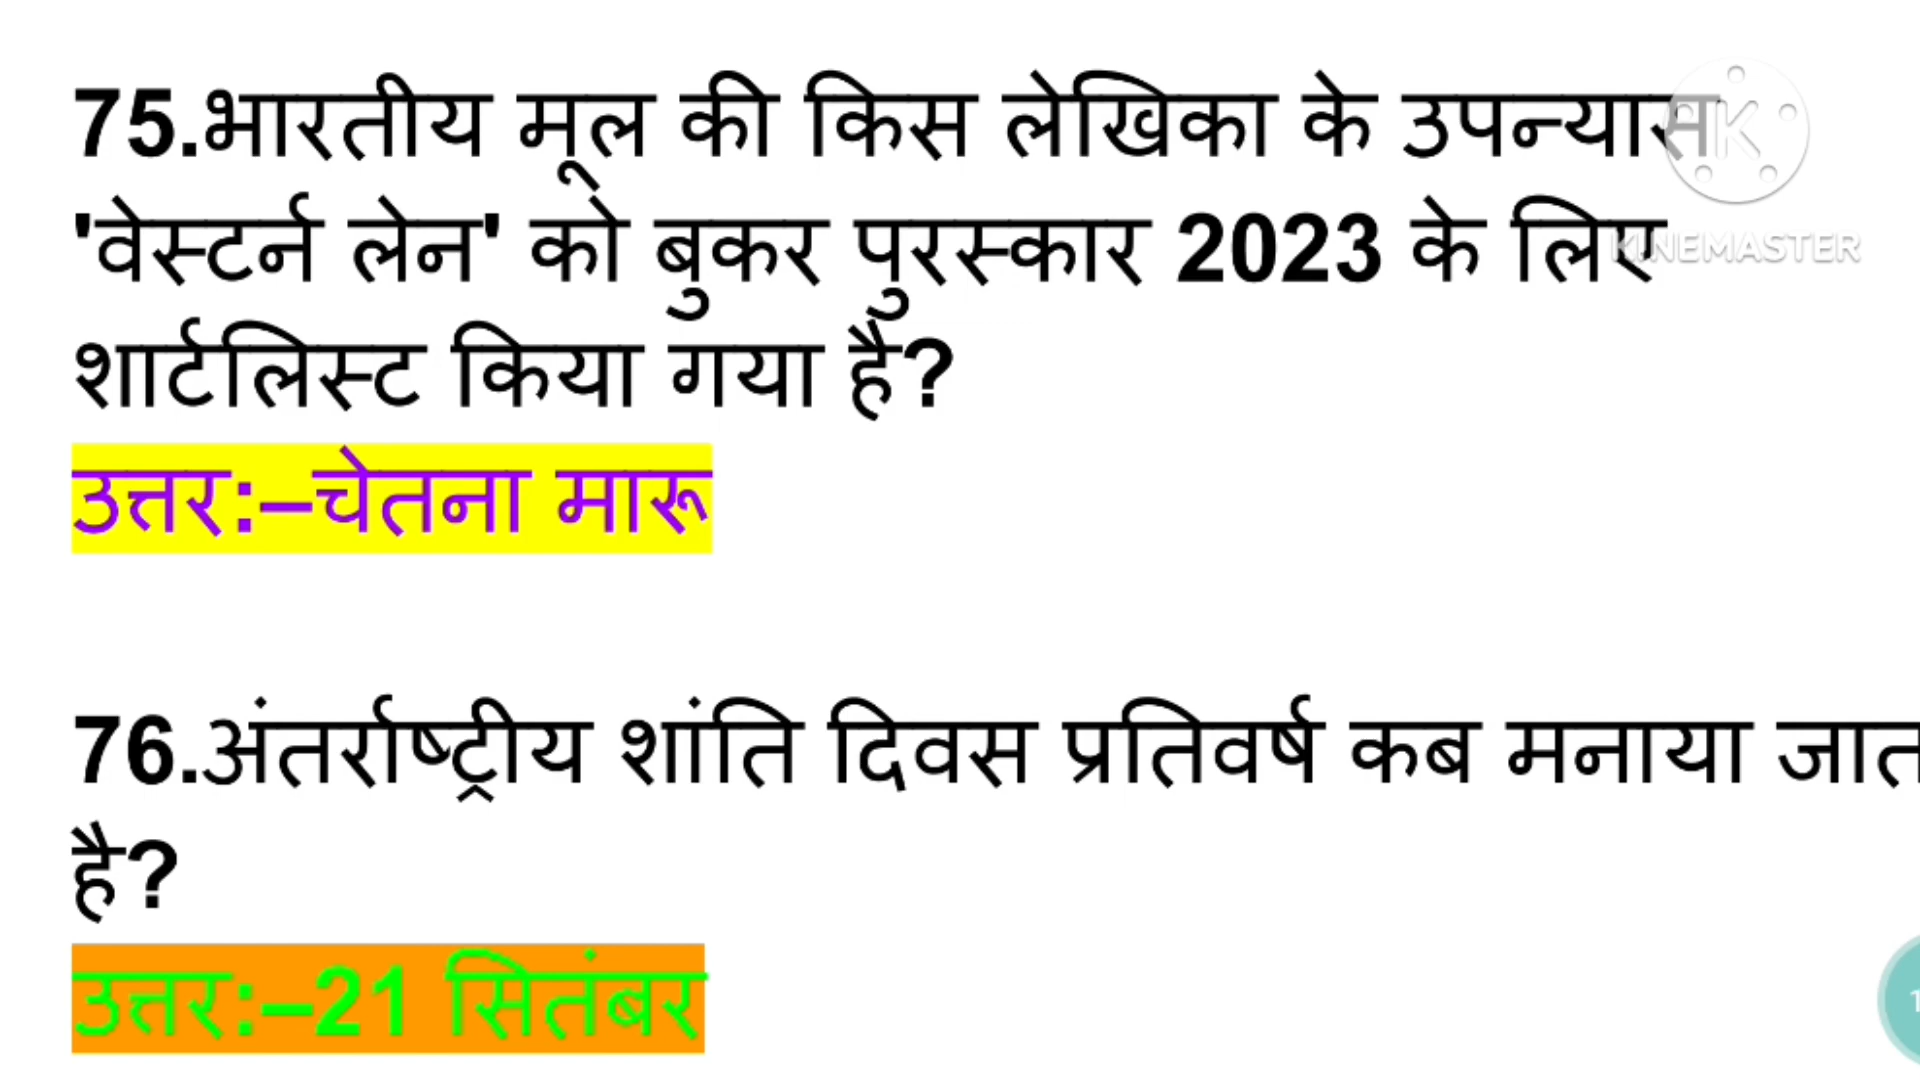 75.भारतीय मूल की किस लेखिका के उपन्यास
'वेस्टर्न लेन' को बुकर पुरस्कार 2023 के लिए
शार्टलिस्ट किया गया है?
उत्तर:–चेतना मारू
76.अंतर्राष्ट्रीय शांति दिवस प्रतिवर्ष कब मनाया जात
है?
उत्तर:–21 सितंबर
K
KINEMASTER
1